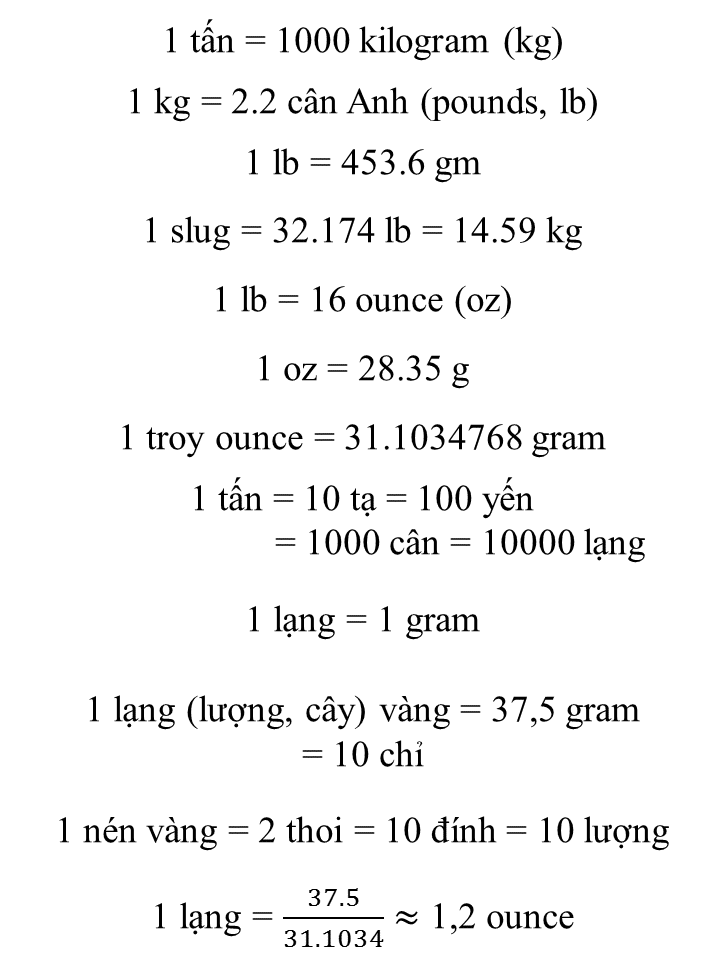 1 tấn = 1000 kilogram (kg)
1 kg = 2.2 cân Anh (pounds, lb)
1 lb = 453.6 gm
1 slug = 32.174 lb = 14.59 kg
1 lb = 16 ounce (oz)
1 oz = 28.35 g
1 troy ounce = 31.1034768 gram
1 tấn = 10 tạ = 100 yến
= 1000 cân = 10000 lạng
1 lạng = 1 gram
1 lạng (lượng, cây) vàng = 37,5 gram
= 10 chỉ
1 nén vàng = 2 thoi = 10 đính = 10 lượng
1 lạng = 37.5/31.1034 ≈ 1,2 ounce